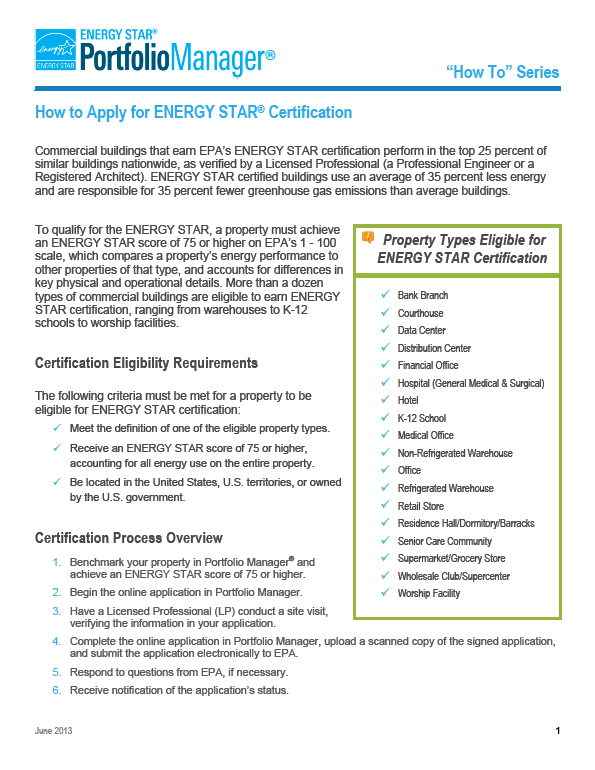 ENERGY STAR®
PortfolioManager®
energy
ENERGY STAR
“How To” Series
How to Apply for ENERGY STAR® Certification
Commercial buildings that earn EPA’s ENERGY STAR certification perform in the top 25 percent of
similar buildings nationwide, as verified by a Licensed Professional (a Professional Engineer or a
Registered Architect). ENERGY STAR certified buildings use an average of 35 percent less energy
and are responsible for 35 percent fewer greenhouse gas emissions than average buildings.
To qualify for the ENERGY STAR, a property must achieve
an ENERGY STAR score of 75 or higher on EPA’s 1 - 100
scale, which compares a property’s energy performance to
other properties of that type, and accounts for differences in
key physical and operational details. More than a dozen
types of commercial buildings are eligible to earn ENERGY
STAR certification, ranging from warehouses to K-12
schools to worship facilities.
Certification Eligibility Requirements
The following criteria must be met for a property to be
eligible for ENERGY STAR certification:
✓ Meet the definition of one of the eligible property types.
✓ Receive an ENERGY STAR score of 75 or higher,
accounting for all energy use on the entire property.
✓ Be located in the United States, U.S. territories, or owned
by the U.S. government.
Property Types Eligible for
ENERGY STAR Certification
✓ Bank Branch
✓ Courthouse
✓ Data Center
✓ Distribution Center
✓ Financial Office
✓ Hospital (General Medical & Surgical)
✓ Hotel
✓ K-12 School
✓ Medical Office
✓ Non-Refrigerated Warehouse
✓ Office
✓ Refrigerated Warehouse
✓ Retail Store
✓ Residence Hall/Dormitory/Barracks
✓ Senior Care Community
✓ Supermarket/Grocery Store
✓ Wholesale Club/Supercenter
✓ Worship Facility
Certification Process Overview
1. Benchmark your property in Portfolio Manager® and
achieve an ENERGY STAR score of 75 or higher.
2. Begin the online application in Portfolio Manager.
3. Have a Licensed Professional (LP) conduct a site visit,
verifying the information in your application.
4. Complete the online application in Portfolio Manager, upload a scanned copy of the signed application,
and submit the application electronically to EPA.
5. Respond to questions from EPA, if necessary.
6. Receive notification of the application’s status.
June 2013
1